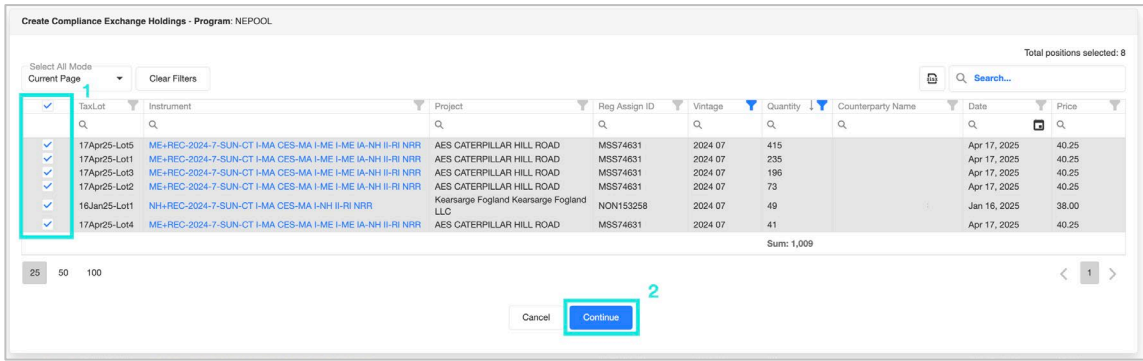 Create Compliance Exchange Holdings - Program: NEPOOL
Total positions selected: 8
Select All Mode
Current Page
Clear Filters
Search...
1
TaxLot Instrument Project Reg Assign ID Vintage Quantity Counterparty Name Date Price
17Apr25-Lot5 ME+REC-2024-7-SUN-CT I-MA CES-MA I-ME I-ME IA-NH II-RI NRR AES CATERPILLAR HILL ROAD MSS74631 2024 07 415 Apr 17, 2025 40.25
17Apr25-Lot1 ME+REC-2024-7-SUN-CT I-MA CES-MA I-ME I-ME IA-NH II-RI NRR AES CATERPILLAR HILL ROAD MSS74631 2024 07 235 Apr 17, 2025 40.25
17Apr25-Lot3 ME+REC-2024-7-SUN-CT I-MA CES-MA I-ME I-ME IA-NH II-RI NRR AES CATERPILLAR HILL ROAD MSS74631 2024 07 196 Apr 17, 2025 40.25
17Apr25-Lot2 ME+REC-2024-7-SUN-CT I-MA CES-MA I-ME I-ME IA-NH II-RI NRR AES CATERPILLAR HILL ROAD MSS74631 2024 07 73 Apr 17, 2025 40.25
16Jan25-Lot1 NH+REC-2024-7-SUN-CT I-MA CES-MA I-NH II-RI NRR Kearsarge Fogland Kearsarge Fogland LLC NON153258 2024 07 49 Jan 16, 2025 38.00
17Apr25-Lot4 ME+REC-2024-7-SUN-CT I-MA CES-MA I-ME I-ME IA-NH II-RI NRR AES CATERPILLAR HILL ROAD MSS74631 2024 07 41 Apr 17, 2025 40.25
Sum: 1,009
25 50 100
1
2
Cancel Continue